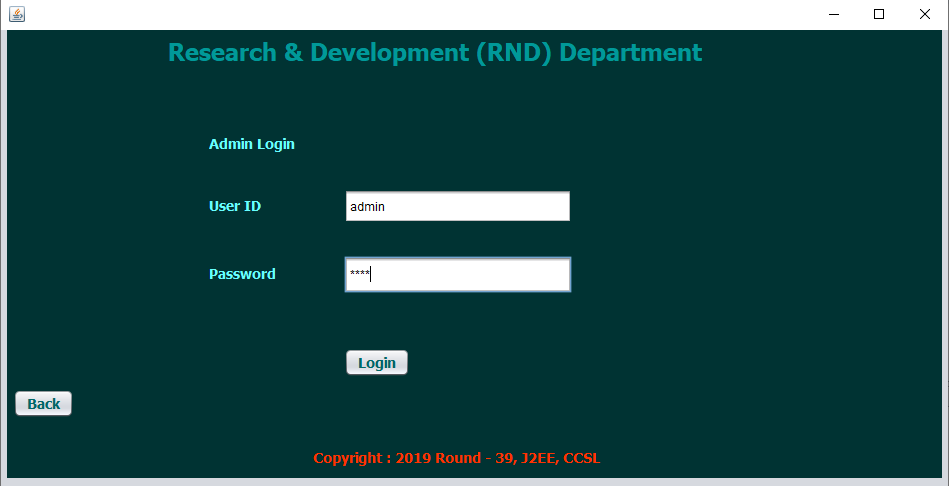 Research & Development (RND) Department
Admin Login
User ID admin
Password ****
Login
Back
Copyright : 2019 Round - 39, J2EE, CCSL